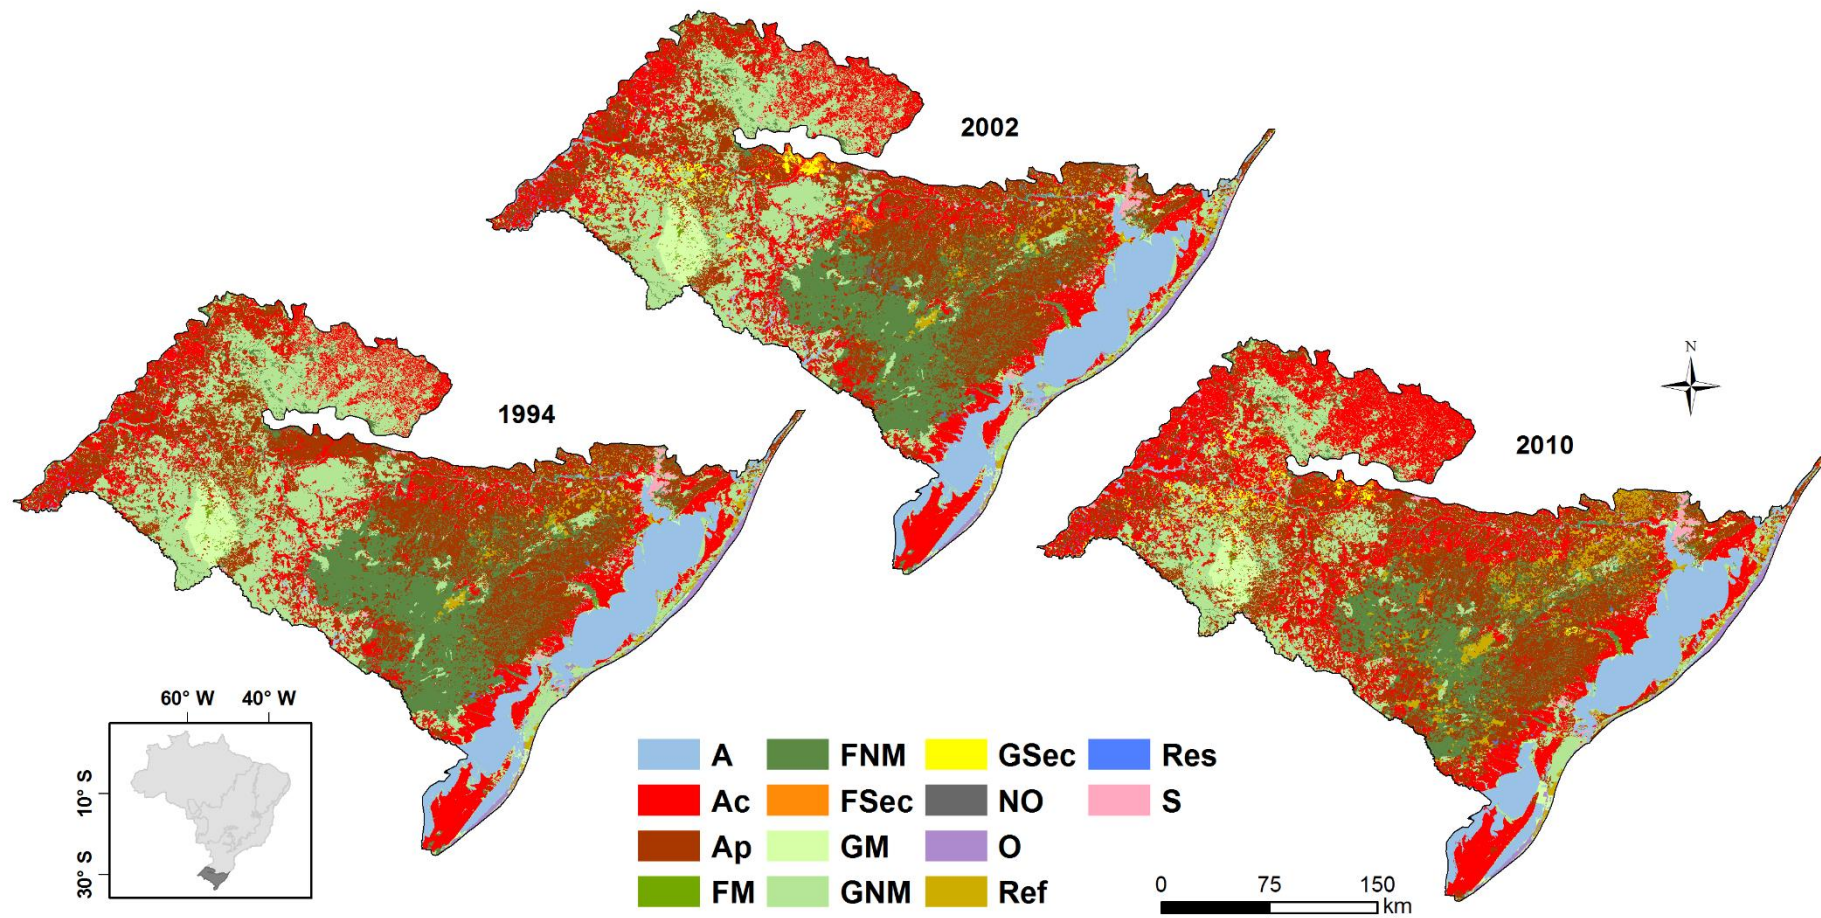 2002
1994
N
2010
60° W 40° W
10° S
30° S
A FNM GSec Res
Ac FSec NO S
Ap GM O
FM GNM Ref
0 75 150
km